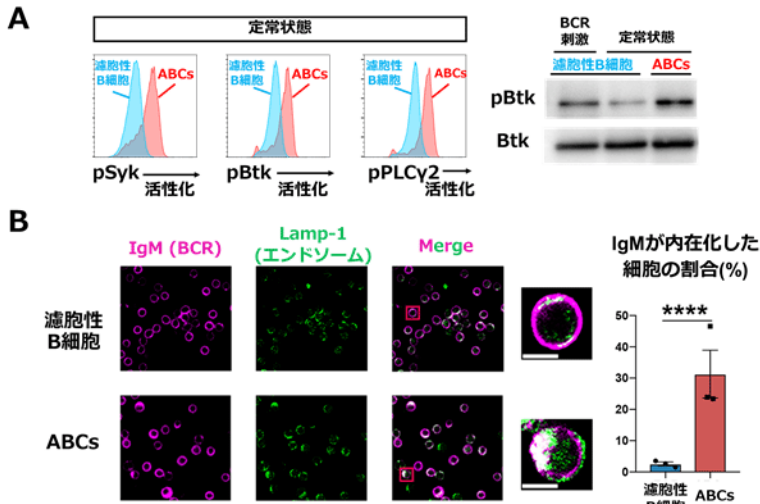 A
定常状態
濾胞性
B細胞
ABCs
pSyk
活性化
濾胞性
B細胞
ABCs
pBtk
活性化
濾胞性
B細胞
ABCs
pPLCγ2
活性化
BCR
刺激
定常状態
濾胞性B細胞
ABCs
pBtk
Btk
B
IgM (BCR)
Lamp-1
(エンドソーム)
Merge
濾胞性
B細胞
ABCs
IgMが内在化した
細胞の割合(%)
****
50
40
30
20
10
0
濾胞性
B細胞
ABCs